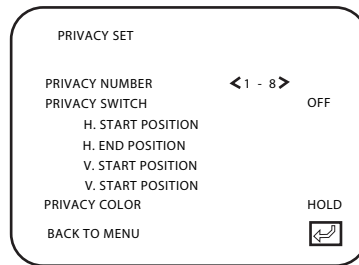 PRIVACY SET
PRIVACY NUMBER <1 - 8>
PRIVACY SWITCH OFF
H. START POSITION
H. END POSITION
V. START POSITION
V. START POSITION
PRIVACY COLOR HOLD
BACK TO MENU